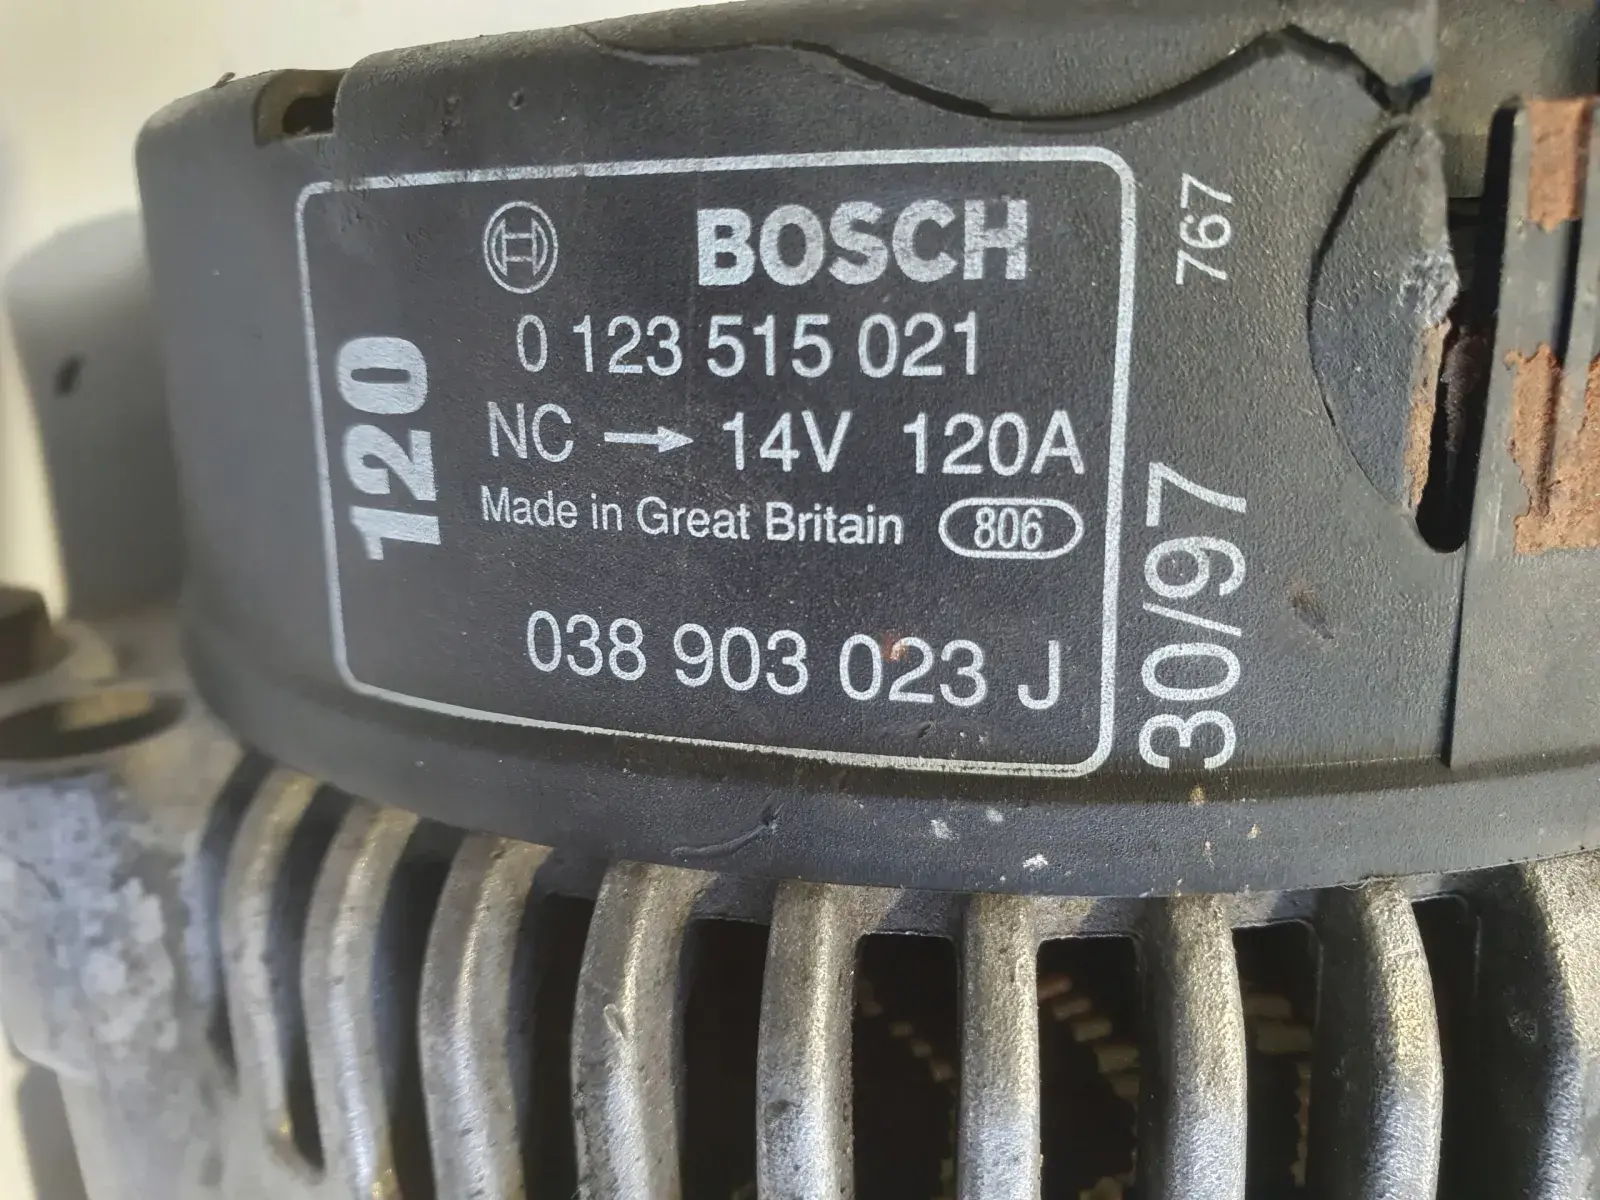 BOSCH
0 123 515 021
NC → 14V 120A
Made in Great Britain 806
038 903 023 J
120
30/97
767